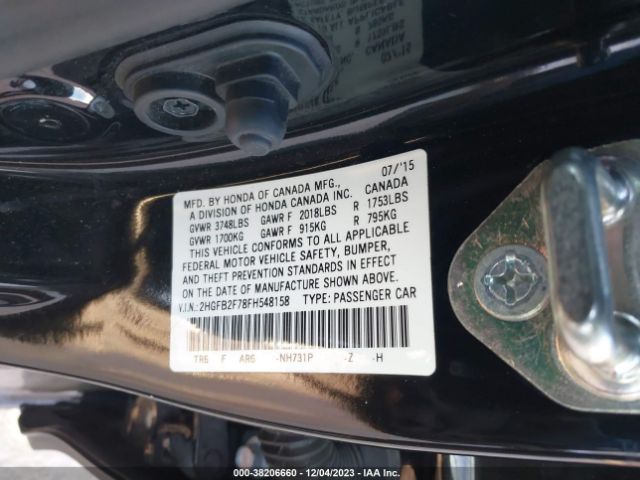 07/'15
MFD. BY HONDA OF CANADA MFG., CANADA
A DIVISION OF HONDA CANADA INC.
GVWR 3748LBS GAWR F 2018LBS R 1753LBS
GVWR 1700KG GAWR F 915KG R 795KG
THIS VEHICLE CONFORMS TO ALL APPLICABLE
FEDERAL MOTOR VEHICLE SAFETY, BUMPER,
AND THEFT PREVENTION STANDARDS IN EFFECT
ON THE DATE OF MANUFACTURE SHOWN ABOVE.
V.I.N.: 2HGFB2F78FH548158 TYPE: PASSENGER CAR
TR6 F AR6 -NH731P -Z -H
000-38206660 - 12/04/2023 - IAA Inc.